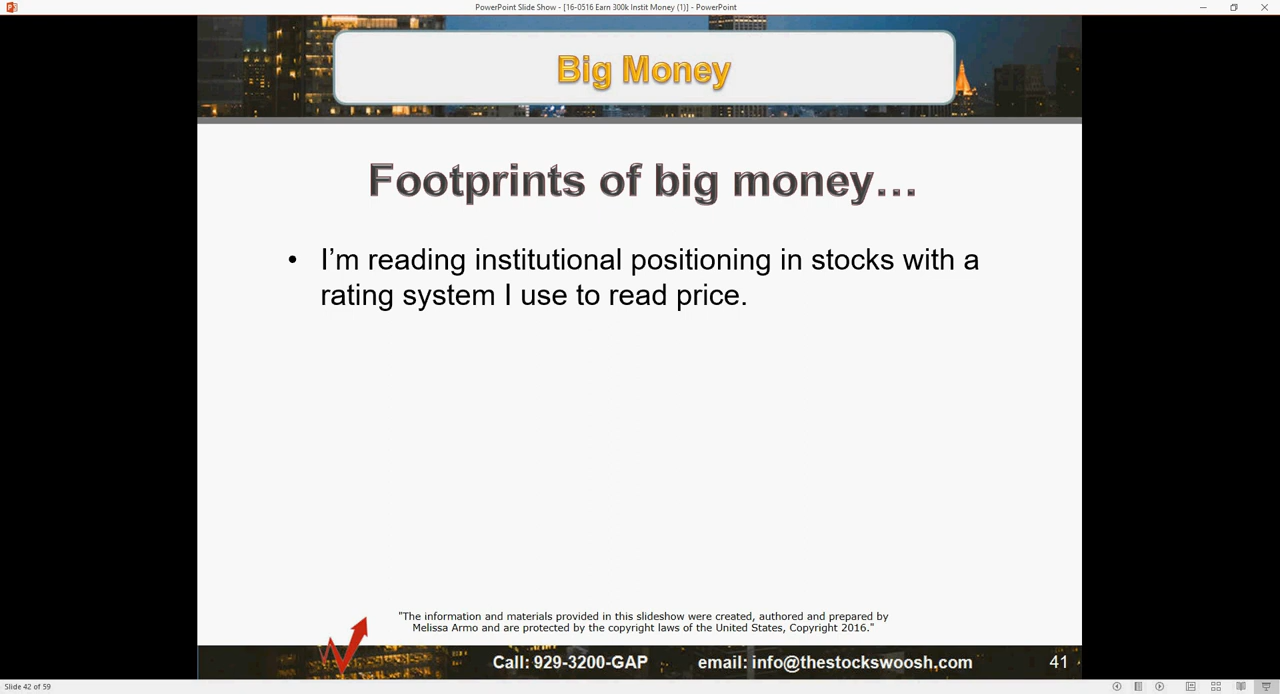 PowerPoint Slide Show - [16-0516 Earn 300k Instit Money (1)] - PowerPoint
Big Money
Footprints of big money…
• I’m reading institutional positioning in stocks with a
rating system I use to read price.
"The information and materials provided in this slideshow were created, authored and prepared by
Melissa Armo and are protected by the copyright laws of the United States, Copyright 2016."
Call: 929-3200-GAP email: info@thestockswoosh.com 41
Slide 42 of 59